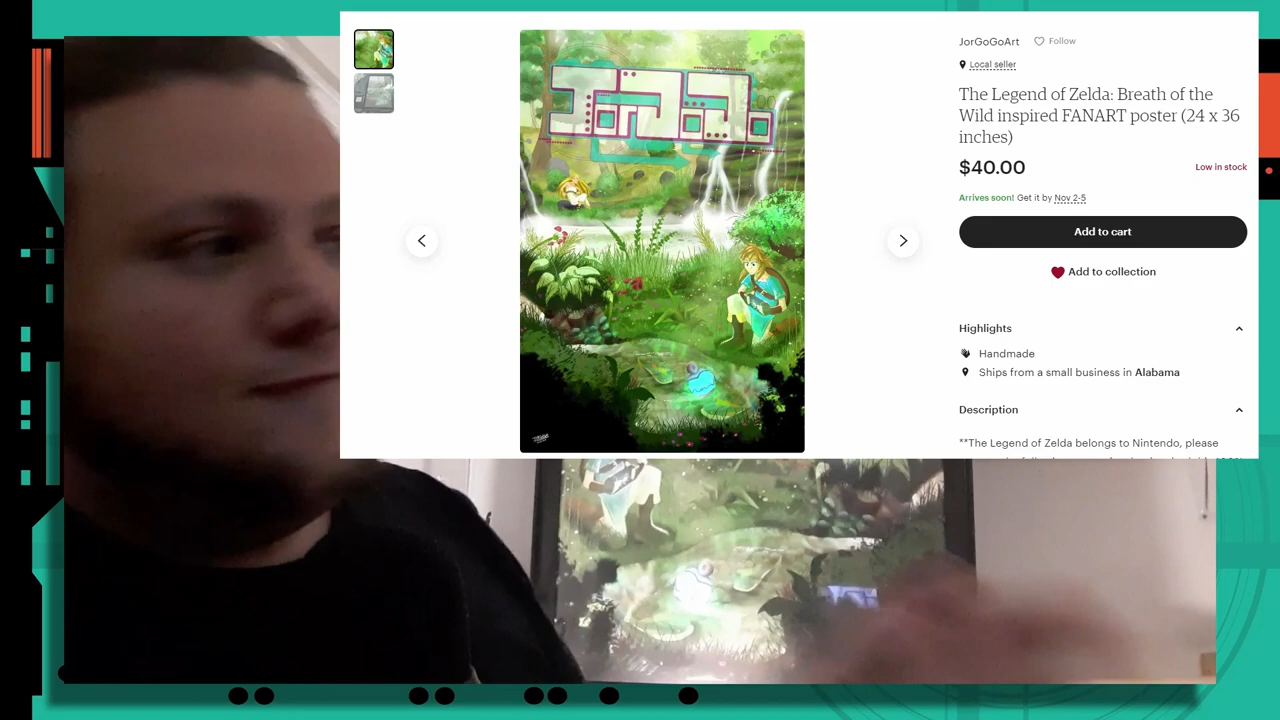 JorGoGoArt
Follow
Local seller
The Legend of Zelda: Breath of the
Wild inspired FANART poster (24 x 36
inches)
$40.00
Low in stock
Arrives soon! Get it by Nov 2-5
Add to cart
Add to collection
Highlights
Handmade
Ships from a small business in Alabama
Description
**The Legend of Zelda belongs to Nintendo, please